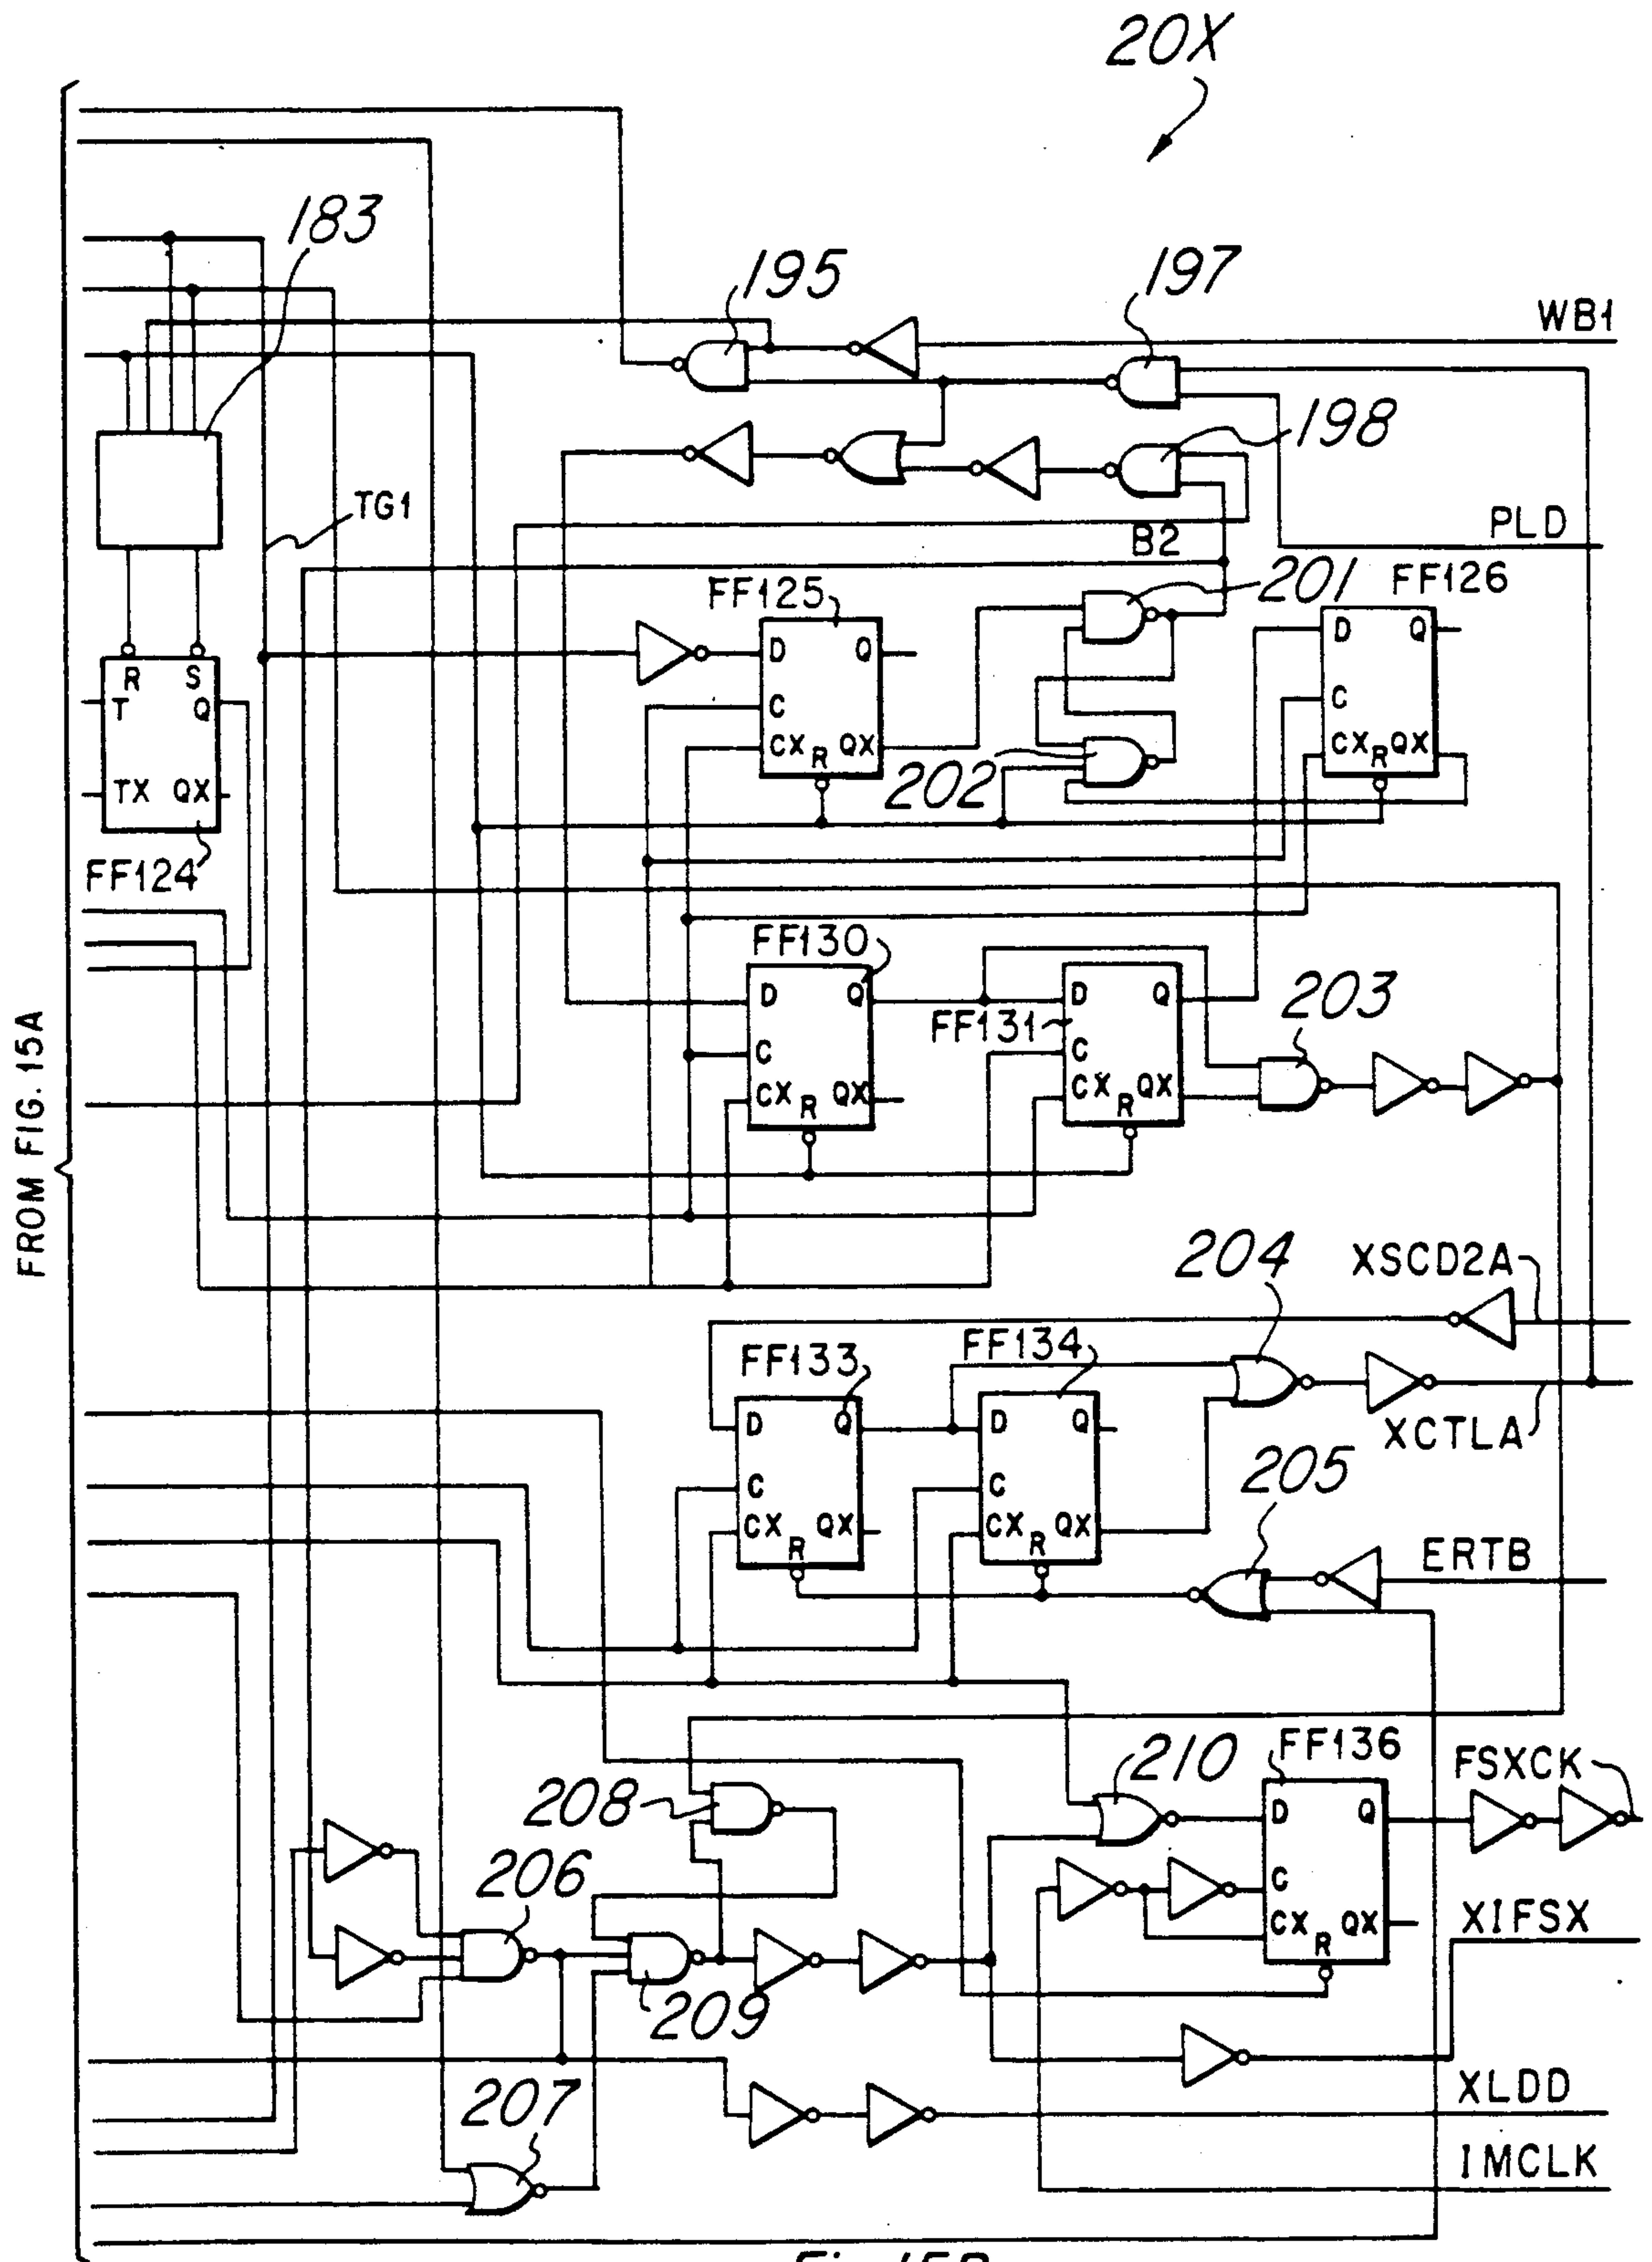 20X
183
195
197
WB1
198
TG1
PLD
B2
FF125
201
FF126
D Q
C
CX R QX
D Q
C
CX R QX
R S
T Q
TX QX
202
FF124
FF130
D Q
C
CX R QX
FF131
D Q
C
CX R QX
203
FROM FIG. 15A
204
XSCD2A
FF133
FF134
D Q
C
CX R QX
D Q
C
CX R QX
XCTLA
205
ERTB
210
FF136
FSXCK
208
D Q
C
CX R QX
206
XIFSX
209
XLDD
207
IMCLK